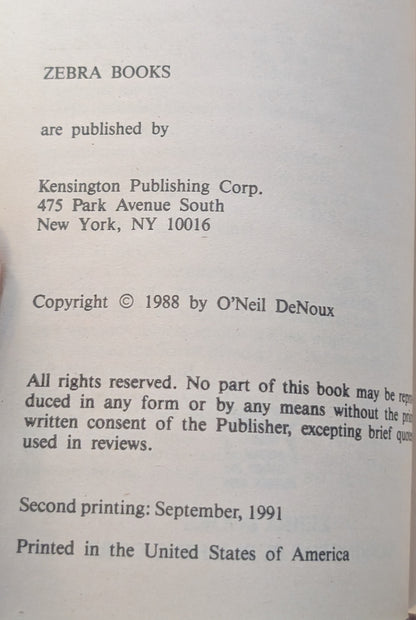 ZEBRA BOOKS
are published by
Kensington Publishing Corp.
475 Park Avenue South
New York, NY 10016
Copyright © 1988 by O'Neil DeNoux
All rights reserved. No part of this book may be repro
duced in any form or by any means without the prior
written consent of the Publisher, excepting brief quotes
used in reviews.
Second printing: September, 1991
Printed in the United States of America